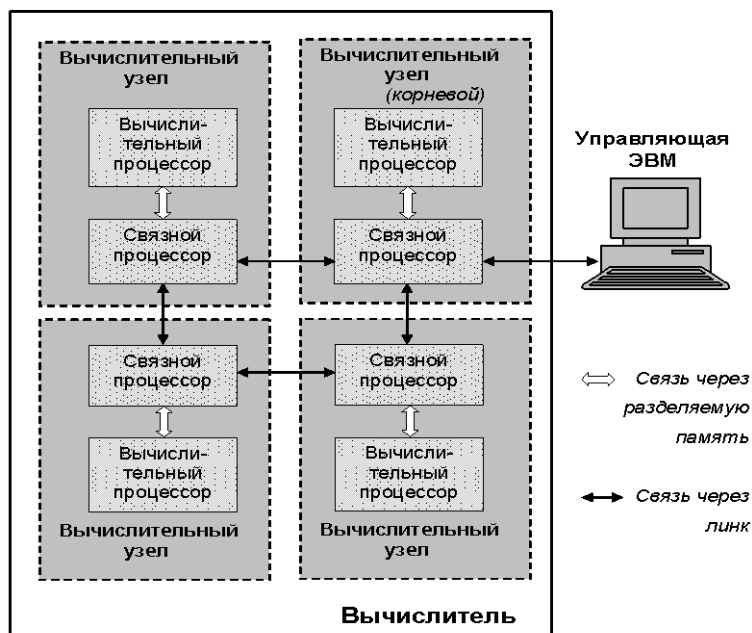 Вычислительный
узел
Вычисли-
тельный
процессор
Связной
процессор
Вычислительный
узел
(корневой)
Вычисли-
тельный
процессор
Связной
процессор
Управляющая
ЭВМ
Связной
процессор
Вычисли-
тельный
процессор
Вычислительный
узел
Связной
процессор
Вычисли-
тельный
процессор
Вычислительный
узел
Связь через
разделяемую
память
Связь через
линк
Вычислитель